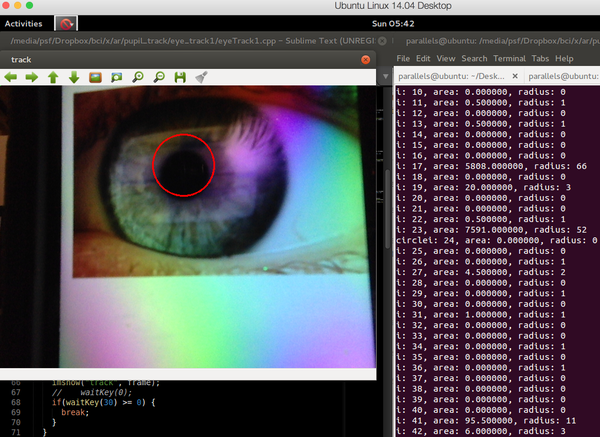 Ubuntu Linux 14.04 Desktop
Activities
Sun 05:42
/media/psf/Dropbox/bci/x/ar/pupil_track/eye_track1/eyeTrack1.cpp - Sublime Text (UNREGIS
parallels@ubuntu: /media/psf/Dropbox/bci/x/ar/pupil_
track
File Edit View Search Terminal Tabs Help
parallels@ubuntu: ~/Desk... × parallels@ubuntu: /media
i: 10, area: 0.000000, radius: 0
i: 11, area: 0.500000, radius: 1
i: 12, area: 0.000000, radius: 0
i: 13, area: 0.500000, radius: 1
i: 14, area: 0.000000, radius: 0
i: 15, area: 0.000000, radius: 0
i: 16, area: 0.000000, radius: 0
i: 17, area: 5808.000000, radius: 66
i: 18, area: 0.000000, radius: 0
i: 19, area: 20.000000, radius: 3
i: 20, area: 0.000000, radius: 0
i: 21, area: 0.000000, radius: 0
i: 22, area: 0.500000, radius: 1
i: 23, area: 7591.000000, radius: 52
circlei: 24, area: 0.000000, radius: 0
i: 25, area: 0.000000, radius: 0
i: 26, area: 0.000000, radius: 1
i: 27, area: 4.500000, radius: 2
i: 28, area: 0.000000, radius: 0
i: 29, area: 0.000000, radius: 1
i: 30, area: 0.000000, radius: 0
i: 31, area: 1.000000, radius: 1
i: 32, area: 0.000000, radius: 0
i: 33, area: 0.000000, radius: 0
i: 34, area: 0.000000, radius: 1
i: 35, area: 0.000000, radius: 0
i: 36, area: 0.000000, radius: 1
i: 37, area: 0.000000, radius: 0
i: 38, area: 0.000000, radius: 0
i: 39, area: 0.000000, radius: 0
i: 40, area: 0.000000, radius: 0
i: 41, area: 95.500000, radius: 11
i: 42, area: 6.000000, radius: 3
66 imshow("track", frame);
67 // waitKey(0);
68 if(waitKey(30) >= 0) {
69 break;
70 }
71 }